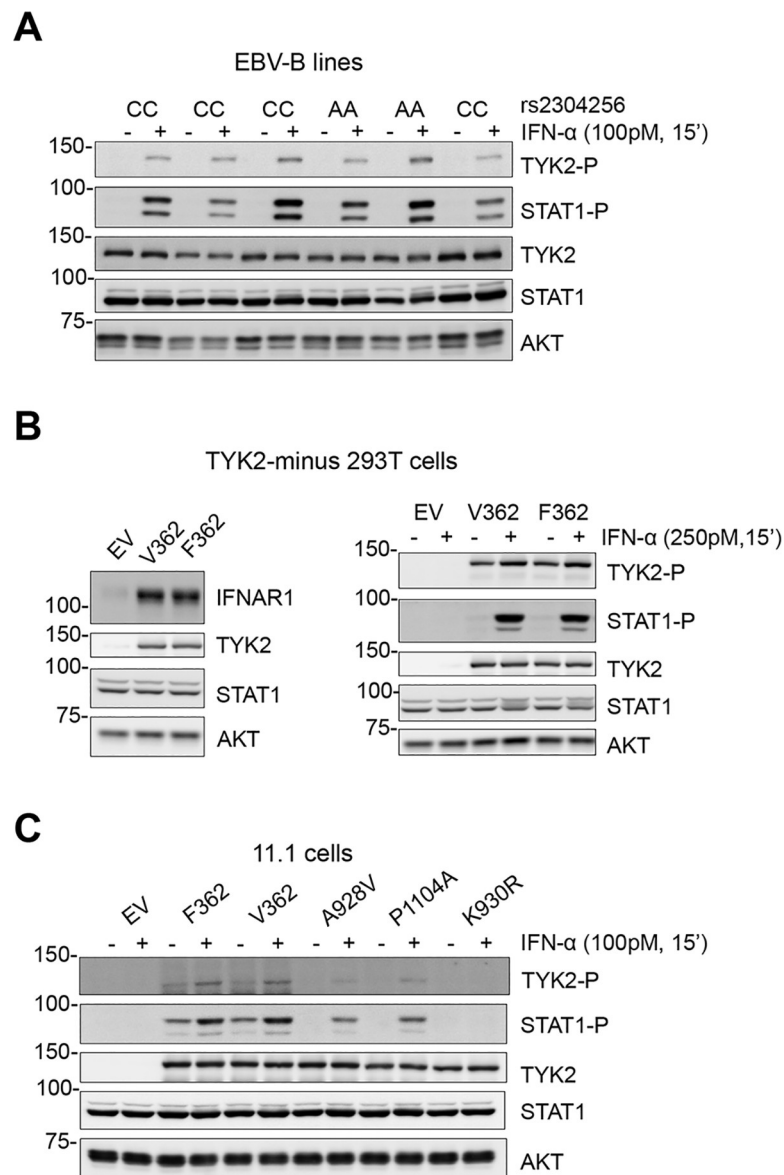 A
EBV-B lines
CC CC CC AA AA CC rs2304256
- + - + - + - + - + - + IFN-α (100pM, 15')
150- TYK2-P
100- STAT1-P
150- TYK2
100- STAT1
75- AKT
B
TYK2-minus 293T cells
EV V362 F362
100- IFNAR1
150- TYK2
100- STAT1
75- AKT
EV V362 F362
- + - + - + IFN-α (250pM,15')
150- TYK2-P
100- STAT1-P
150- TYK2
100- STAT1
75- AKT
C
11.1 cells
EV F362 V362 A928V P1104A K930R
- + - + - + - + - + - + IFN-α (100pM, 15')
150- TYK2-P
100- STAT1-P
150- TYK2
100- STAT1
75- AKT